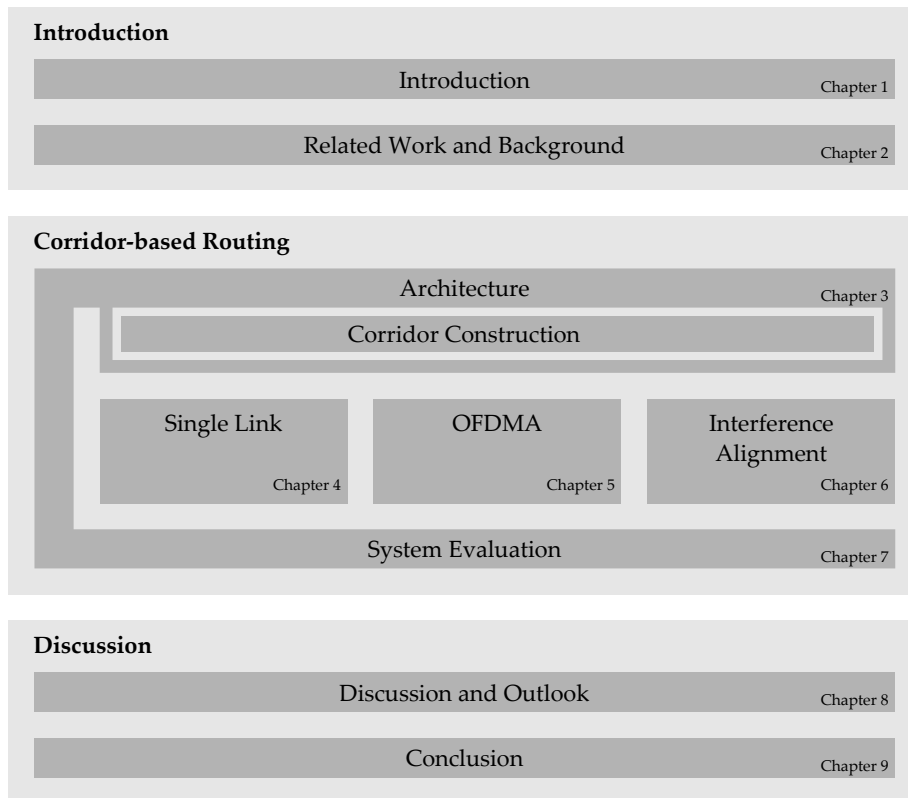 Introduction
Introduction
Chapter 1
Related Work and Background
Chapter 2
Corridor-based Routing
Architecture
Chapter 3
Corridor Construction
Single Link
Chapter 4
OFDMA
Chapter 5
Interference
Alignment
Chapter 6
System Evaluation
Chapter 7
Discussion
Discussion and Outlook
Chapter 8
Conclusion
Chapter 9